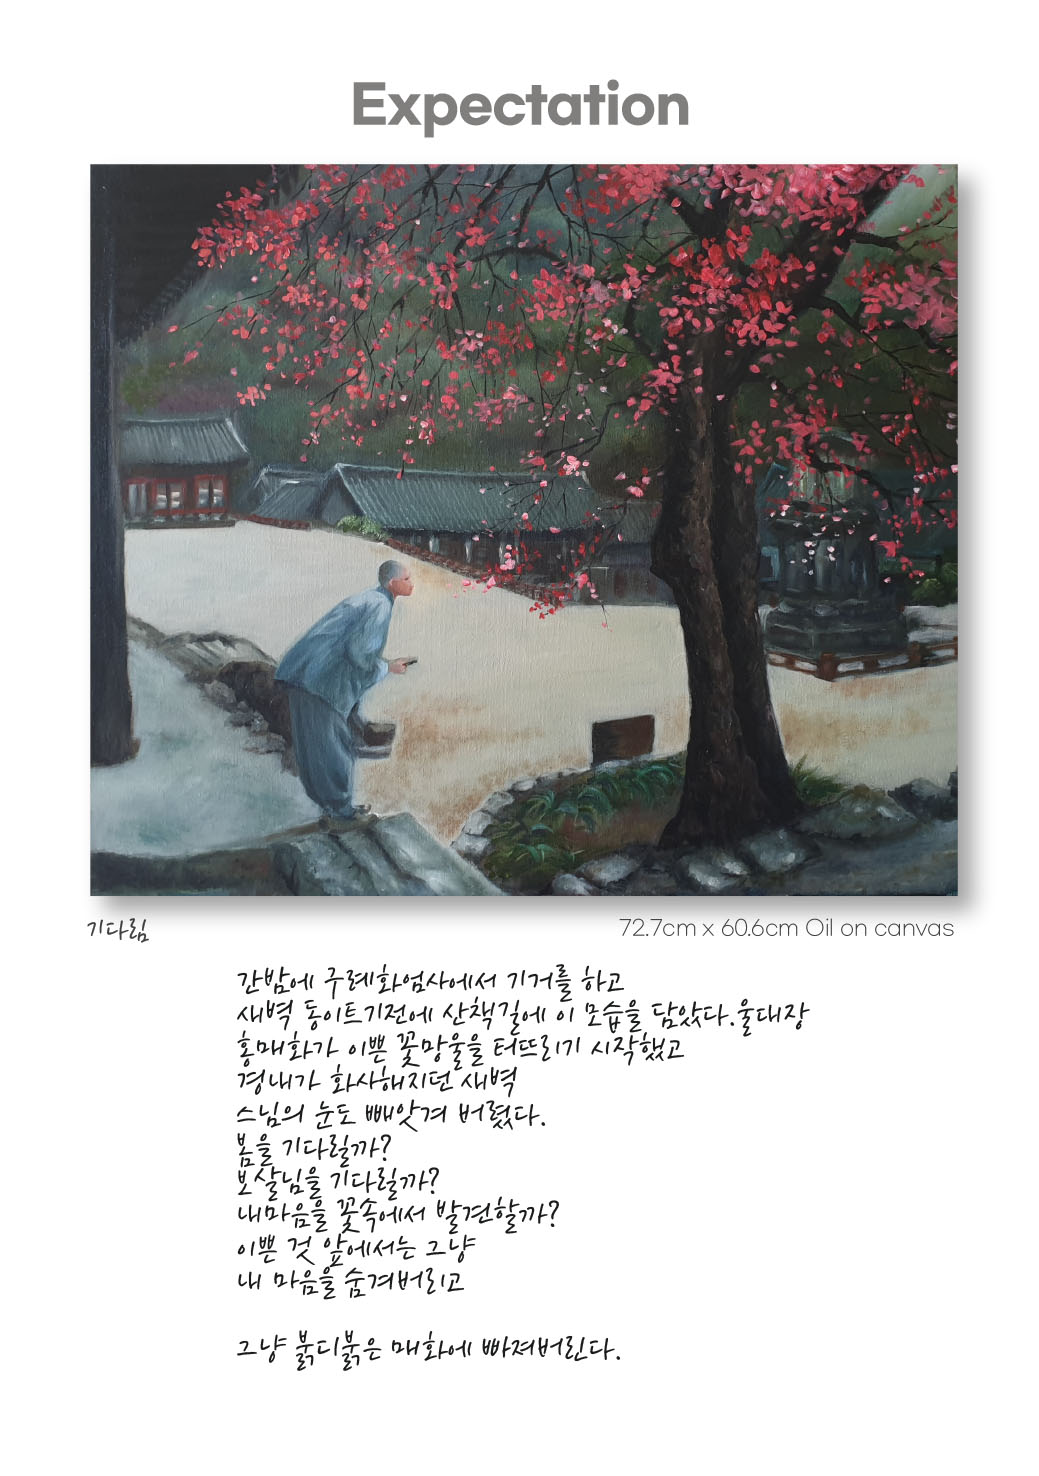 Expectation
기다림
72.7cm x 60.6cm Oil on canvas
간밤에 구례화엄사에서 기거를 하고
새벽 동이트기전에 산책길에 이 모습을 담았다.울대장
홍매화가 이쁜 꽃망울을 터뜨리기 시작했고
경내가 화사해지던 새벽
스님의 눈도 빼앗겨 버렸다.
봄을 기다릴까?
보살님을 기다릴까?
내마음을 꽃속에서 발견할까?
이쁜 것 앞에서는 그냥
내 마음을 숨겨버리고
그냥 붉디붉은 매화에 빠져버린다.